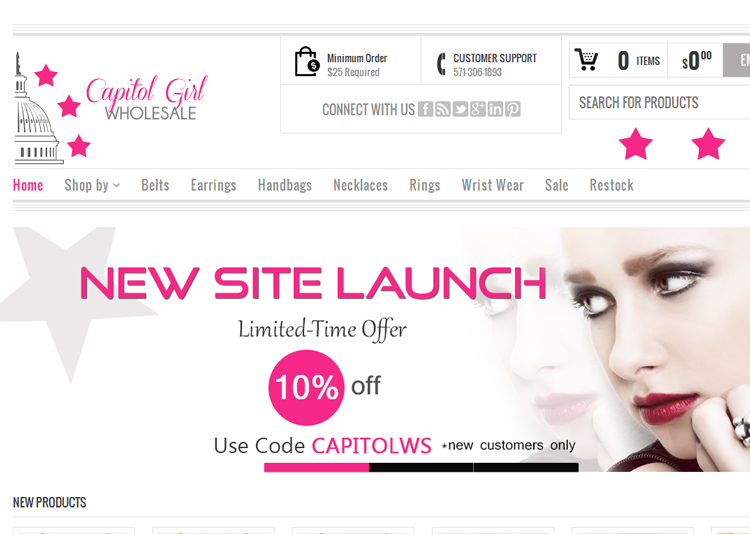 Capitol Girl
WHOLESALE
Minimum Order
$25 Required
CUSTOMER SUPPORT
571-306-1893
CONNECT WITH US
0 ITEMS
$0.00
SEARCH FOR PRODUCTS
Home Shop by Belts Earrings Handbags Necklaces Rings Wrist Wear Sale Restock
NEW SITE LAUNCH
Limited-Time Offer
10% off
Use Code CAPITOLWS *new customers only
NEW PRODUCTS